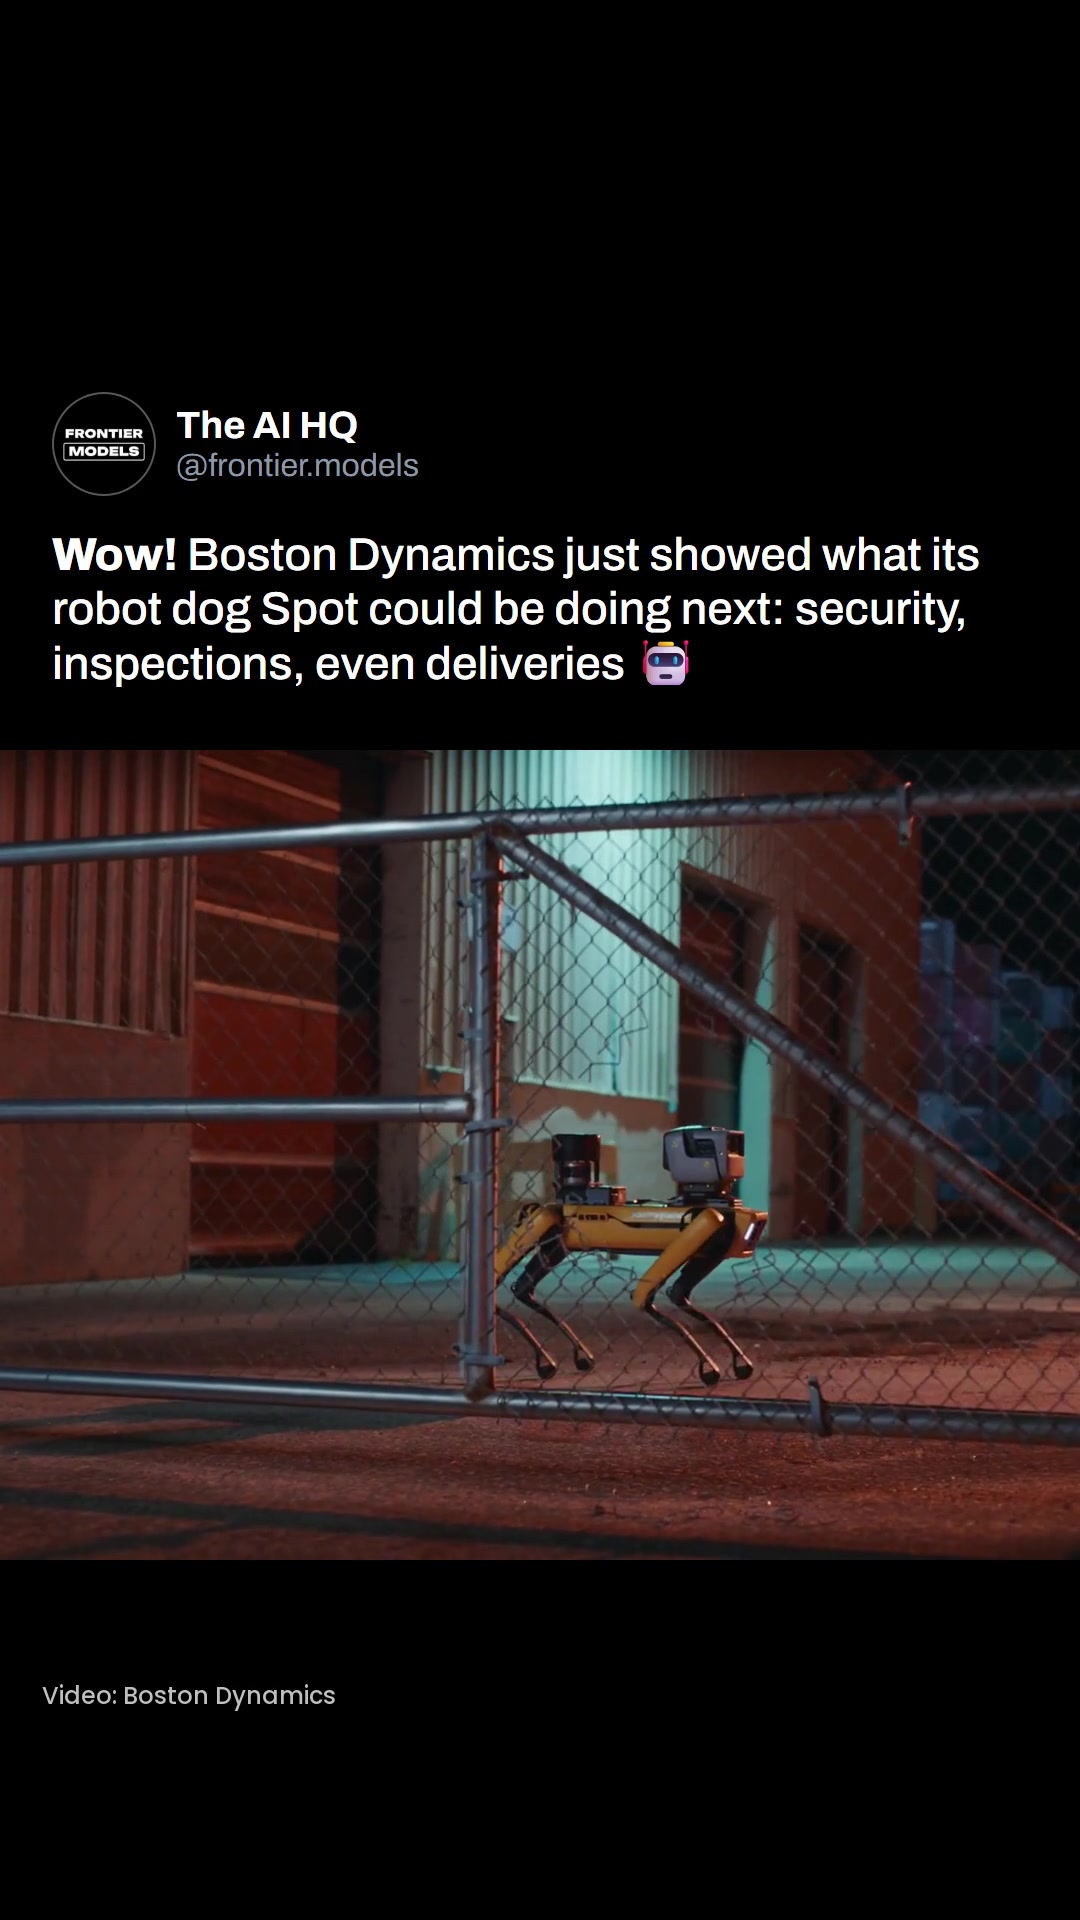 FRONTIER
MODELS
The AI HQ
@frontier.models
Wow! Boston Dynamics just showed what its
robot dog Spot could be doing next: security,
inspections, even deliveries 🤖
Video: Boston Dynamics